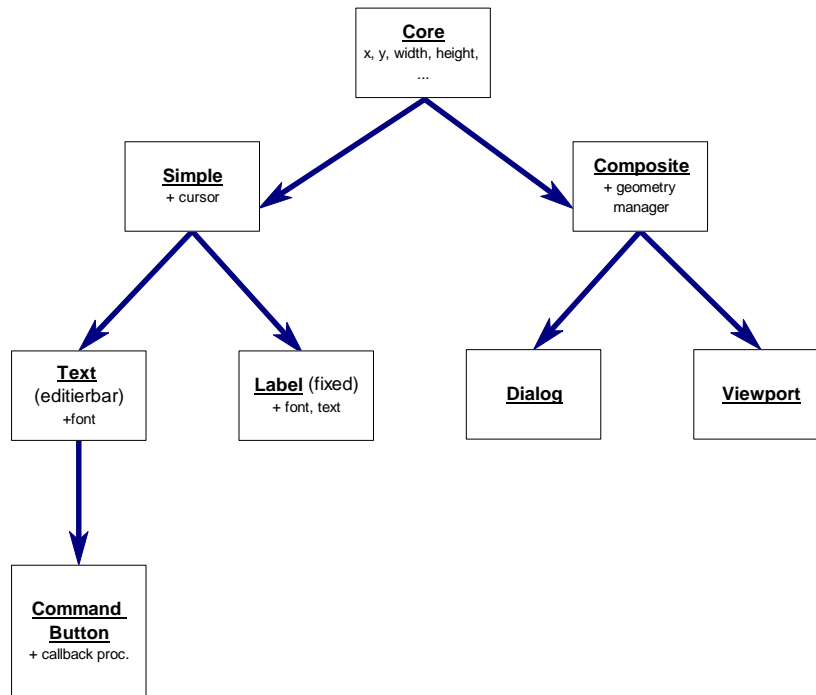 Core
x, y, width, height,
...
Simple
+ cursor
Composite
+ geometry
manager
Text
(editierbar)
+font
Label (fixed)
+ font, text
Dialog
Viewport
Command
Button
+ callback proc.